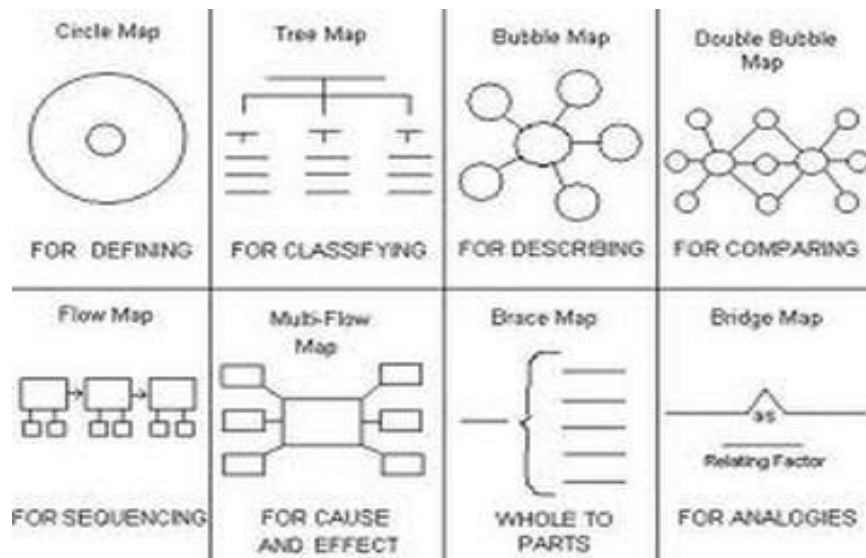 Circle Map
FOR DEFINING
Tree Map
FOR CLASSIFYING
Bubble Map
FOR DESCRIBING
Double Bubble
Map
FOR COMPARING
Flow Map
FOR SEQUENCING
Multi-Flow
Map
FOR CAUSE
AND EFFECT
Brace Map
WHOLE TO
PARTS
Bridge Map
as
Relating Factor
FOR ANALOGIES